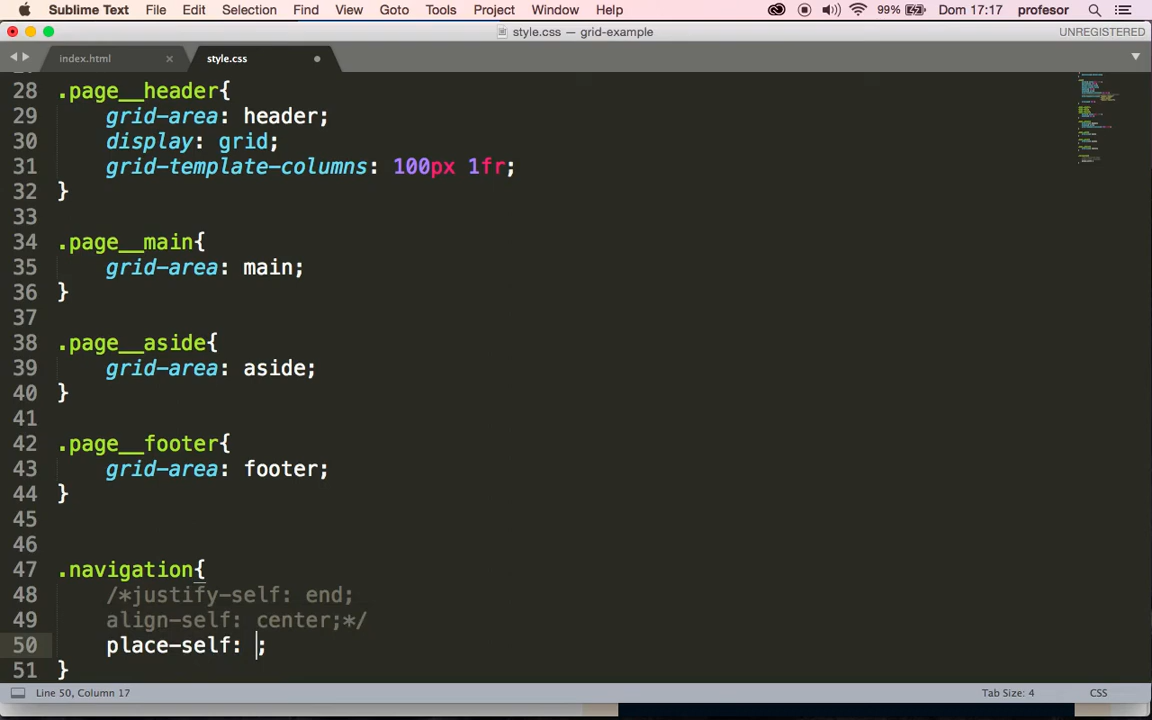 Sublime Text File Edit Selection Find View Goto Tools Project Window Help 99% Dom 17:17 profesor
style.css — grid-example UNREGISTERED
index.html × style.css
28 .page__header{
29 grid-area: header;
30 display: grid;
31 grid-template-columns: 100px 1fr;
32 }
33
34 .page__main{
35 grid-area: main;
36 }
37
38 .page__aside{
39 grid-area: aside;
40 }
41
42 .page__footer{
43 grid-area: footer;
44 }
45
46
47 .navigation{
48 /*justify-self: end;
49 align-self: center;*/
50 place-self: ;
51 }
Line 50, Column 17 Tab Size: 4 CSS